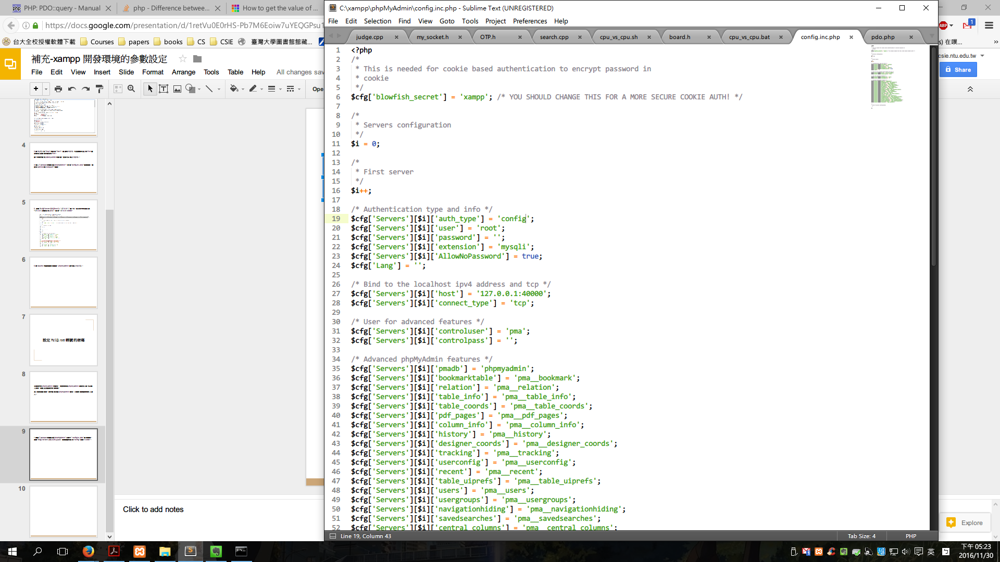 PHP: PDO::query - Manual
php - Difference betwee...
How to get the value of ...
C:\xampp\phpMyAdmin\config.inc.php - Sublime Text (UNREGISTERED)
https://docs.google.com/presentation/d/1retVu0E0rHS-Pb7M6Eoiw7uYEQGPsu1
File Edit Selection Find View Goto Tools Project Preferences Help
ABP
1
台大全校授權軟體下載 Courses papers books CS CSIE 臺灣大學圖書館館藏...
s) 在噗...
judge.cpp my_socket.h OTP.h search.cpp cpu_vs_cpu.sh board.h cpu_vs_cpu.bat config.inc.php pdo.php
補充-xampp 開發環境的參數設定
csie.ntu.edu.tw
File Edit View Insert Slide Format Arrange Tools Table Help All changes sav
Share
Ope
4
5
6
7
設定 MySQL root 帳號的密碼
8
9
10
Click to add notes
1 <?php
2 /*
3 * This is needed for cookie based authentication to encrypt password in
4 * cookie
5 */
6 $cfg['blowfish_secret'] = 'xampp'; /* YOU SHOULD CHANGE THIS FOR A MORE SECURE COOKIE AUTH! */
7
8 /*
9 * Servers configuration
10 */
11 $i = 0;
12
13 /*
14 * First server
15 */
16 $i++;
17
18 /* Authentication type and info */
19 $cfg['Servers'][$i]['auth_type'] = 'config';
20 $cfg['Servers'][$i]['user'] = 'root';
21 $cfg['Servers'][$i]['password'] = '';
22 $cfg['Servers'][$i]['extension'] = 'mysqli';
23 $cfg['Servers'][$i]['AllowNoPassword'] = true;
24 $cfg['Lang'] = '';
25
26 /* Bind to the localhost ipv4 address and tcp */
27 $cfg['Servers'][$i]['host'] = '127.0.0.1:40000';
28 $cfg['Servers'][$i]['connect_type'] = 'tcp';
29
30 /* User for advanced features */
31 $cfg['Servers'][$i]['controluser'] = 'pma';
32 $cfg['Servers'][$i]['controlpass'] = '';
33
34 /* Advanced phpMyAdmin features */
35 $cfg['Servers'][$i]['pmadb'] = 'phpmyadmin';
36 $cfg['Servers'][$i]['bookmarktable'] = 'pma__bookmark';
37 $cfg['Servers'][$i]['relation'] = 'pma__relation';
38 $cfg['Servers'][$i]['table_info'] = 'pma__table_info';
39 $cfg['Servers'][$i]['table_coords'] = 'pma__table_coords';
40 $cfg['Servers'][$i]['pdf_pages'] = 'pma__pdf_pages';
41 $cfg['Servers'][$i]['column_info'] = 'pma__column_info';
42 $cfg['Servers'][$i]['history'] = 'pma__history';
43 $cfg['Servers'][$i]['designer_coords'] = 'pma__designer_coords';
44 $cfg['Servers'][$i]['tracking'] = 'pma__tracking';
45 $cfg['Servers'][$i]['userconfig'] = 'pma__userconfig';
46 $cfg['Servers'][$i]['recent'] = 'pma__recent';
47 $cfg['Servers'][$i]['table_uiprefs'] = 'pma__table_uiprefs';
48 $cfg['Servers'][$i]['users'] = 'pma__users';
49 $cfg['Servers'][$i]['usergroups'] = 'pma__usergroups';
50 $cfg['Servers'][$i]['navigationhiding'] = 'pma__navigationhiding';
51 $cfg['Servers'][$i]['savedsearches'] = 'pma__savedsearches';
52 $cfg['Servers'][$i]['central_columns'] = 'pma__central_columns';
Explore
Line 19, Column 43
Tab Size: 4
PHP
英
下午 05:23
2016/11/30